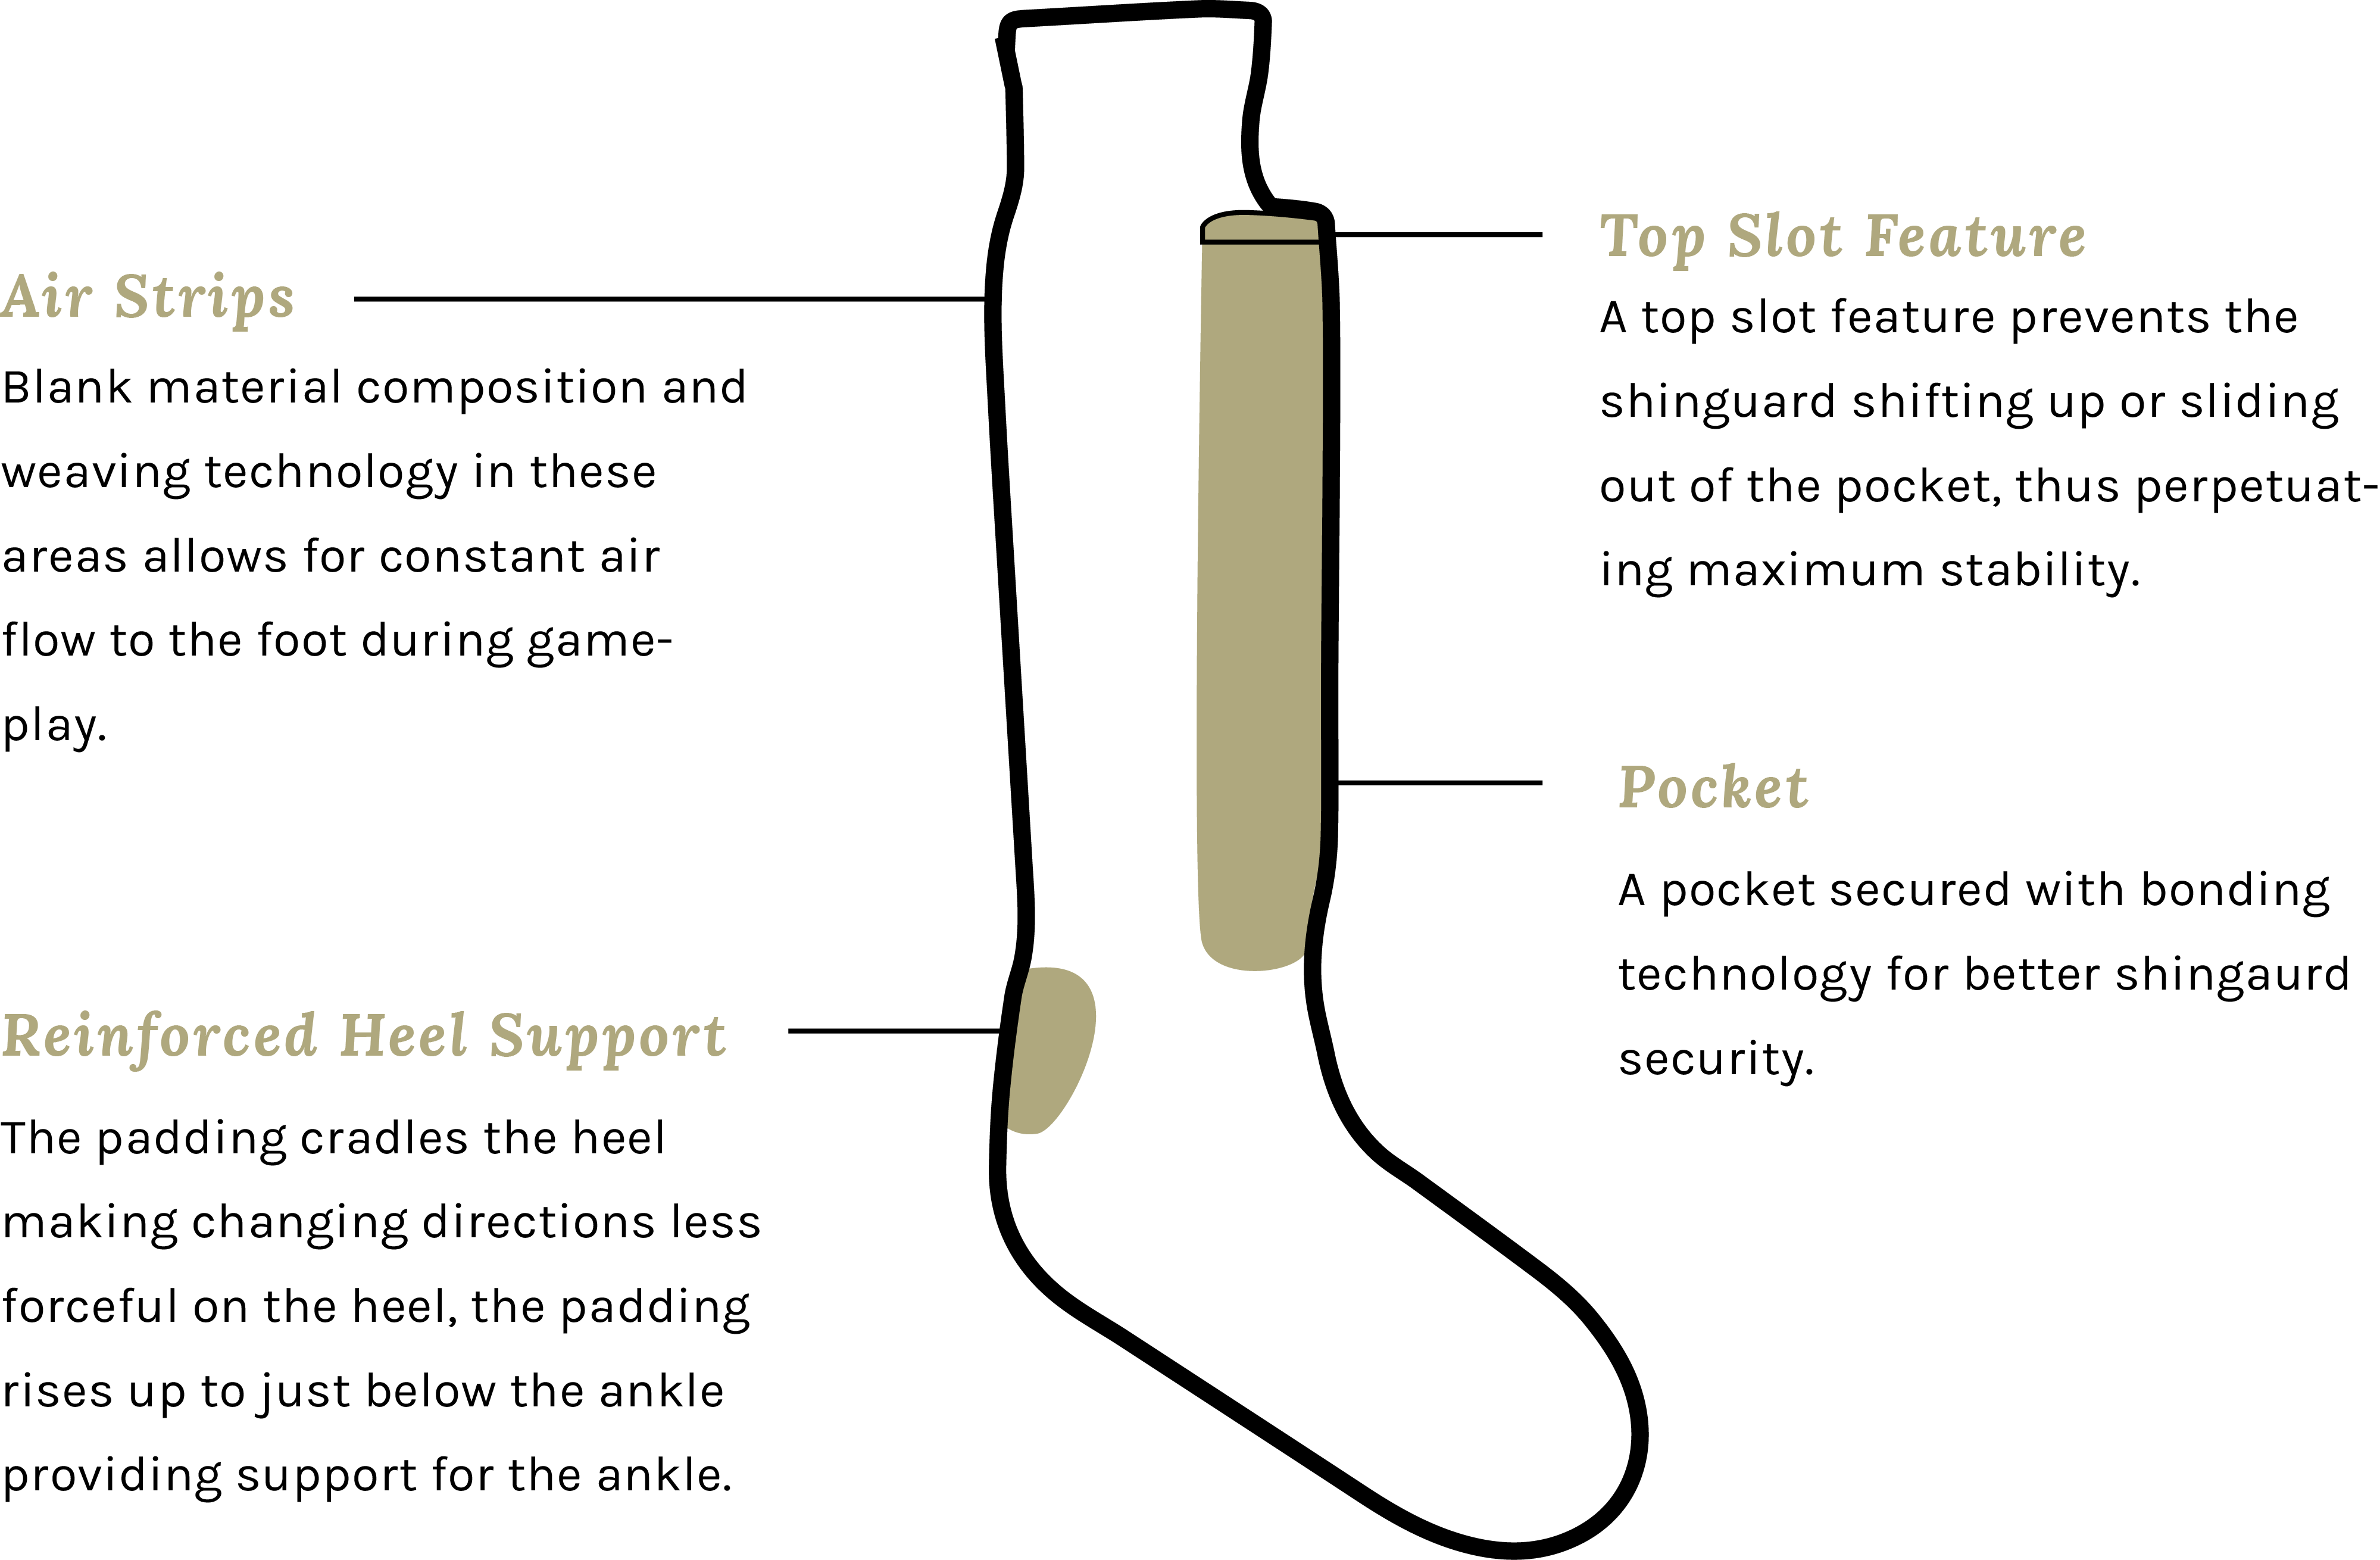 Air Strips
Blank material composition and
weaving technology in these
areas allows for constant air
flow to the foot during game-
play.
Reinforced Heel Support
The padding cradles the heel
making changing directions less
forceful on the heel, the padding
rises up to just below the ankle
providing support for the ankle.
Top Slot Feature
A top slot feature prevents the
shinguard shifting up or sliding
out of the pocket, thus perpetuat-
ing maximum stability.
Pocket
A pocket secured with bonding
technology for better shingaurd
security.